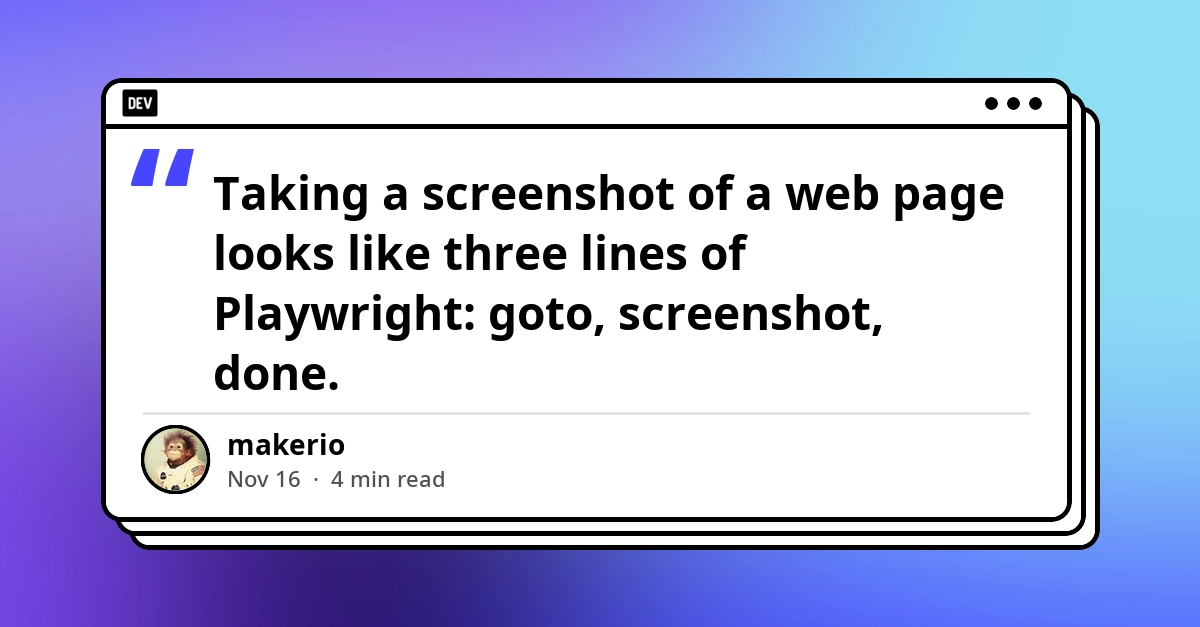 DEV
“
Taking a screenshot of a web page
looks like three lines of
Playwright: goto, screenshot,
done.
makerio
Nov 16 · 4 min read